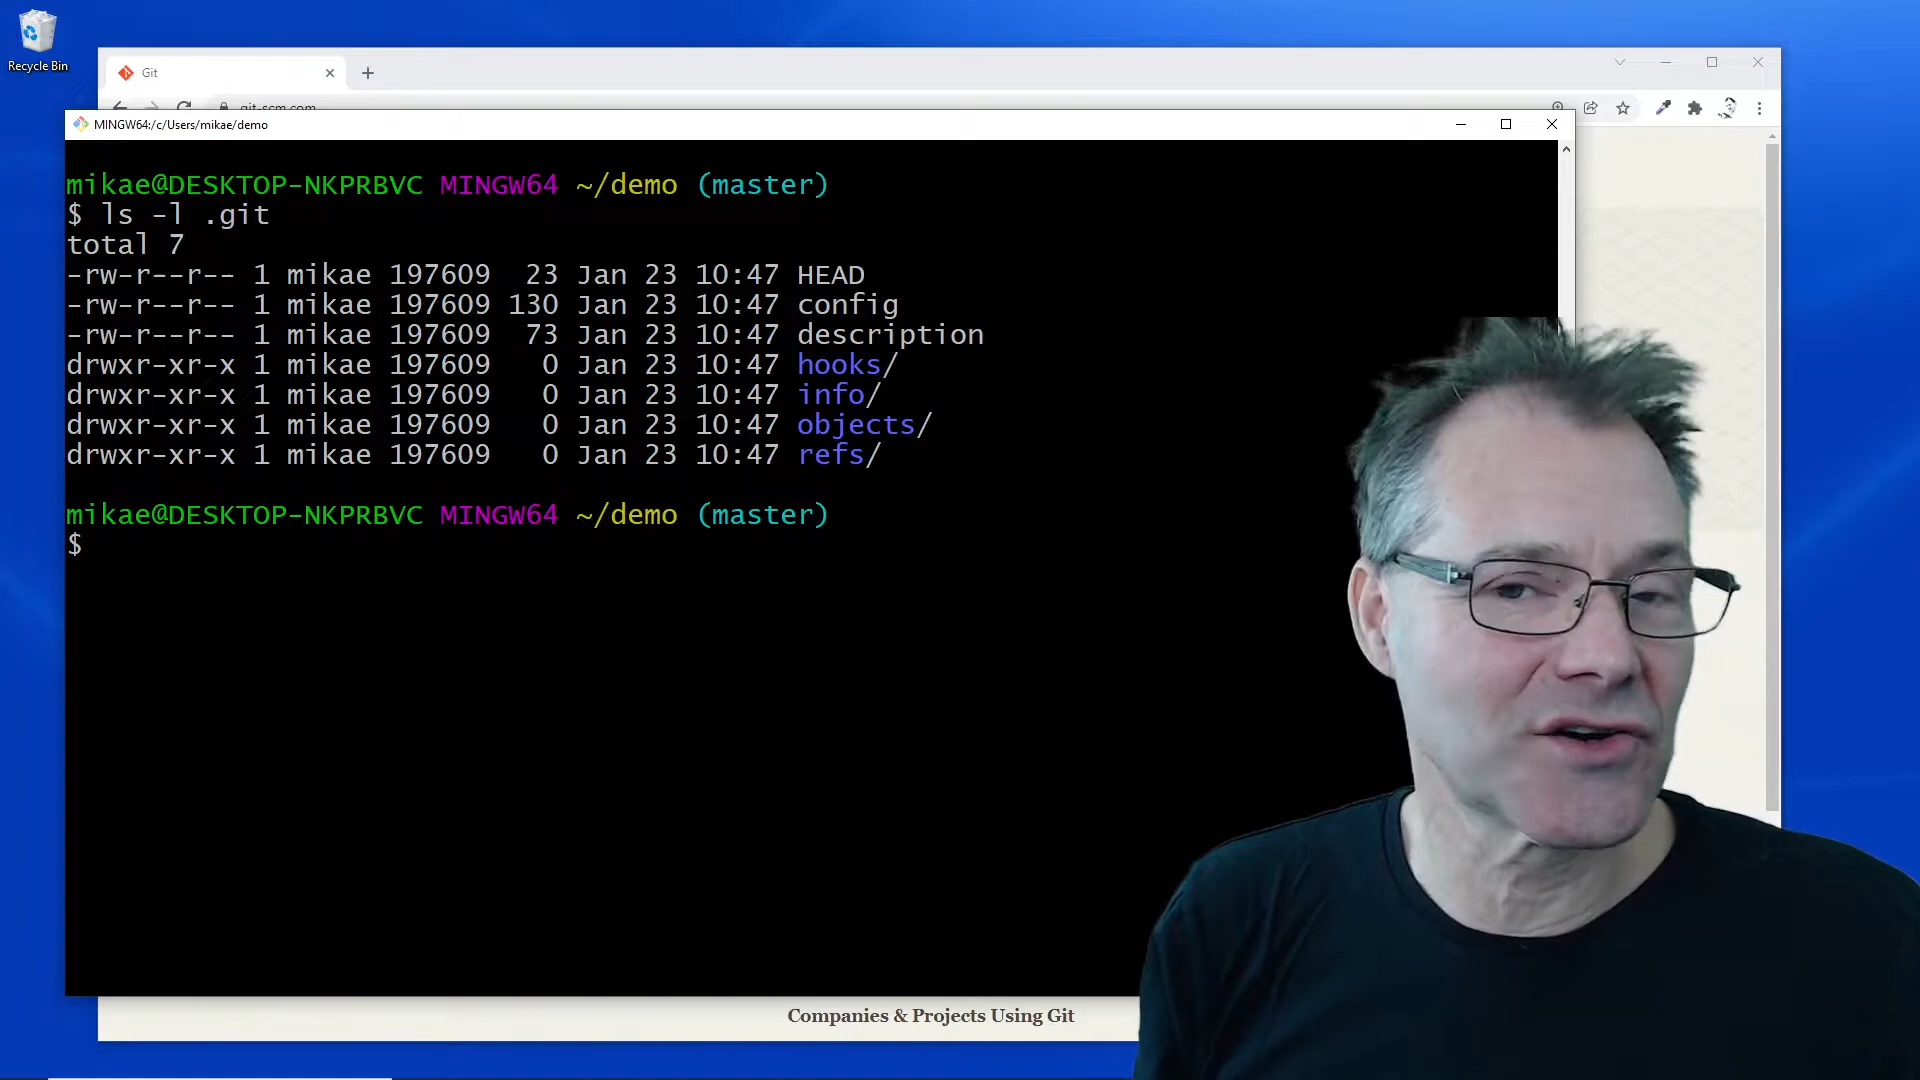 Recycle Bin
Git
git-scm.com
MINGW64:/c/Users/mikae/demo
mikae@DESKTOP-NKPRBVC MINGW64 ~/demo (master)
$ ls -l .git
total 7
-rw-r--r-- 1 mikae 197609  23 Jan 23 10:47 HEAD
-rw-r--r-- 1 mikae 197609 130 Jan 23 10:47 config
-rw-r--r-- 1 mikae 197609  73 Jan 23 10:47 description
drwxr-xr-x 1 mikae 197609   0 Jan 23 10:47 hooks/
drwxr-xr-x 1 mikae 197609   0 Jan 23 10:47 info/
drwxr-xr-x 1 mikae 197609   0 Jan 23 10:47 objects/
drwxr-xr-x 1 mikae 197609   0 Jan 23 10:47 refs/
mikae@DESKTOP-NKPRBVC MINGW64 ~/demo (master)
$
Companies & Projects Using Git